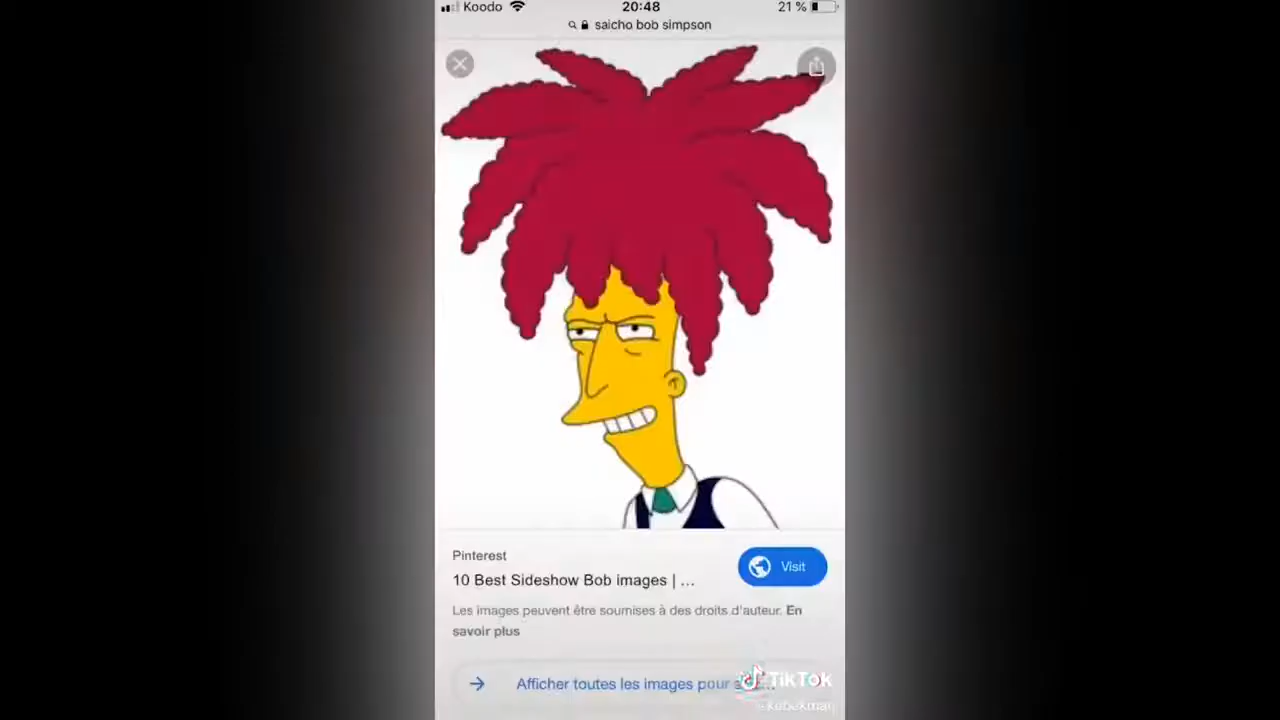 Koodo 20:48 21 %
saicho bob simpson
Pinterest
10 Best Sideshow Bob images | ...
Visit
Les images peuvent être soumises à des droits d'auteur. En
savoir plus
Afficher toutes les images pour
TikTok